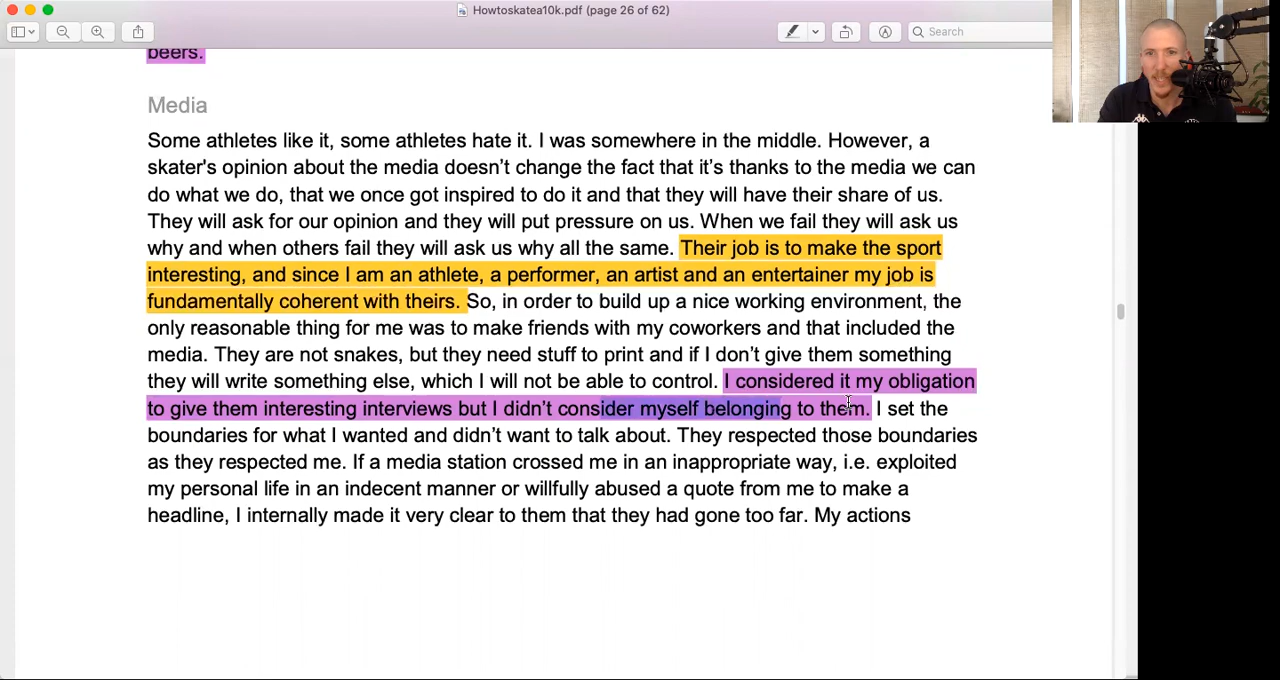 Howtoskatea10k.pdf (page 26 of 62)
Search
beers.
Media
Some athletes like it, some athletes hate it. I was somewhere in the middle. However, a
skater's opinion about the media doesn’t change the fact that it’s thanks to the media we can
do what we do, that we once got inspired to do it and that they will have their share of us.
They will ask for our opinion and they will put pressure on us. When we fail they will ask us
why and when others fail they will ask us why all the same. Their job is to make the sport
interesting, and since I am an athlete, a performer, an artist and an entertainer my job is
fundamentally coherent with theirs. So, in order to build up a nice working environment, the
only reasonable thing for me was to make friends with my coworkers and that included the
media. They are not snakes, but they need stuff to print and if I don’t give them something
they will write something else, which I will not be able to control. I considered it my obligation
to give them interesting interviews but I didn’t consider myself belonging to them. I set the
boundaries for what I wanted and didn’t want to talk about. They respected those boundaries
as they respected me. If a media station crossed me in an inappropriate way, i.e. exploited
my personal life in an indecent manner or willfully abused a quote from me to make a
headline, I internally made it very clear to them that they had gone too far. My actions